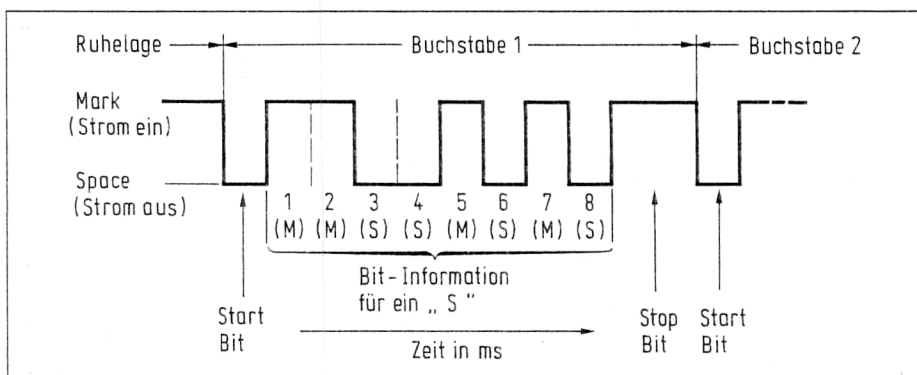 Ruhelage Buchstabe 1 Buchstabe 2
Mark
(Strom ein)
Space
(Strom aus)
1 2 3 4 5 6 7 8
(M) (M) (S) (S) (M) (S) (M) (S)
Bit-Information
für ein „S"
Start
Bit
Zeit in ms
Stop
Bit
Start
Bit